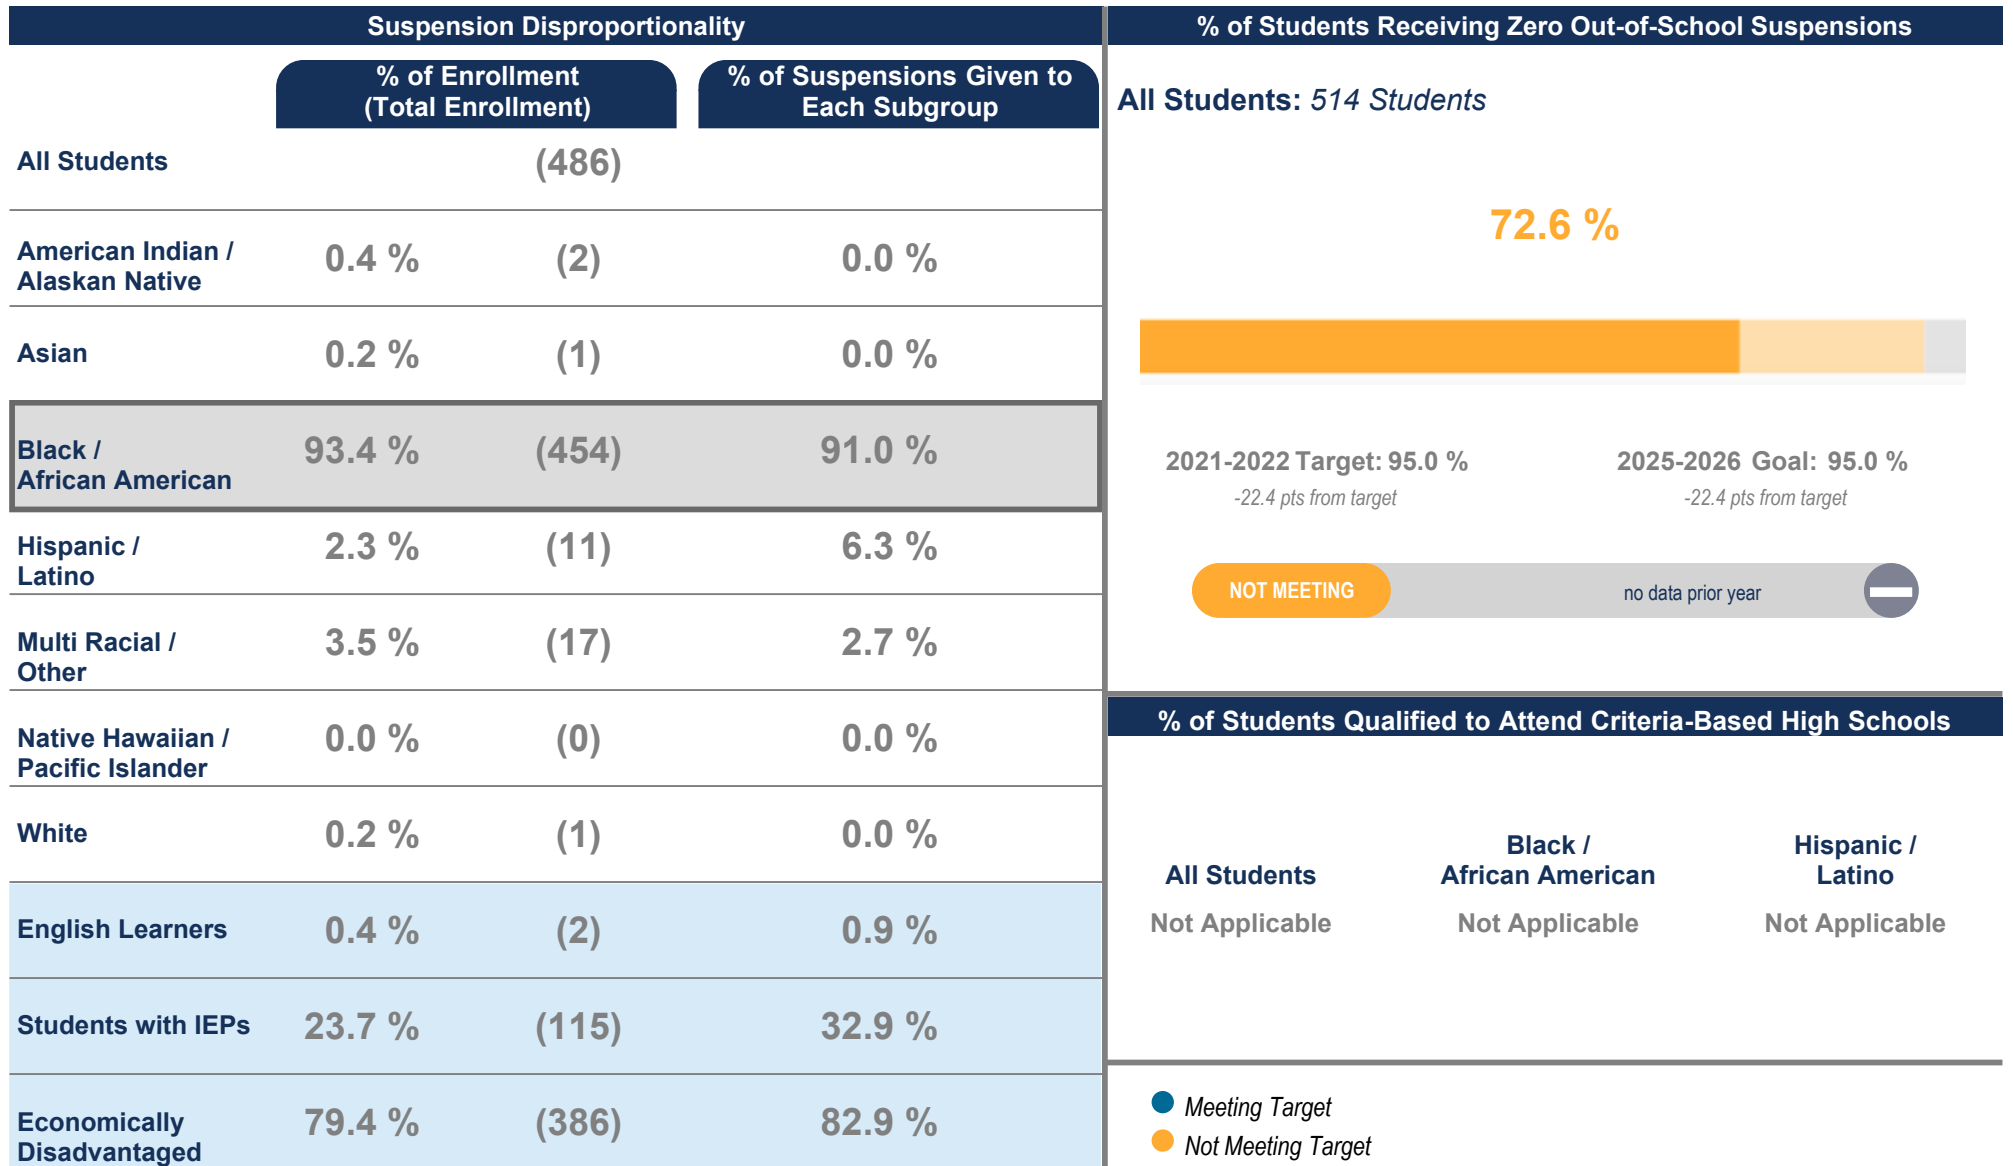 Suspension Disproportionality
% of Enrollment
(Total Enrollment)
% of Suspensions Given to
Each Subgroup
All Students
(486)
American Indian /
Alaskan Native
0.4 % (2) 0.0 %
Asian 0.2 % (1) 0.0 %
Black /
African American
93.4 % (454) 91.0 %
Hispanic /
Latino
2.3 % (11) 6.3 %
Multi Racial /
Other
3.5 % (17) 2.7 %
Native Hawaiian /
Pacific Islander
0.0 % (0) 0.0 %
White 0.2 % (1) 0.0 %
English Learners 0.4 % (2) 0.9 %
Students with IEPs 23.7 % (115) 32.9 %
Economically
Disadvantaged
79.4 % (386) 82.9 %
% of Students Receiving Zero Out-of-School Suspensions
All Students: 514 Students
72.6 %
2021-2022 Target: 95.0 %
-22.4 pts from target
2025-2026 Goal: 95.0 %
-22.4 pts from target
NOT MEETING
no data prior year
% of Students Qualified to Attend Criteria-Based High Schools
All Students
Not Applicable
Black /
African American
Not Applicable
Hispanic /
Latino
Not Applicable
Meeting Target
Not Meeting Target